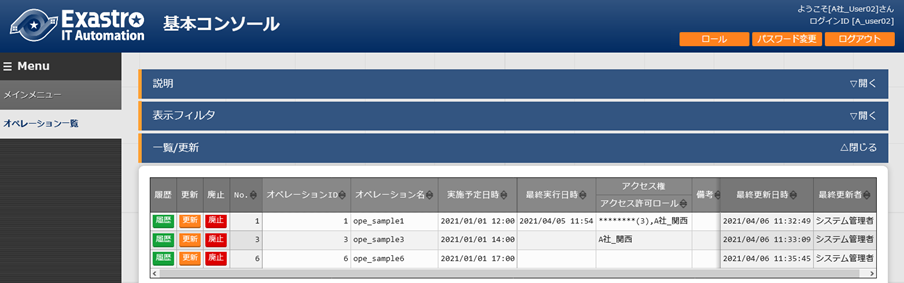 Exastro
IT Automation
基本コンソール
ようこそ[A社_User02]さん
ログインID [A_user02]
ロール パスワード変更 ログアウト
☰ Menu
メインメニュー
オペレーション一覧
説明 ▽開く
表示フィルタ ▽開く
一覧/更新 △閉じる
履歴 更新 廃止 No. オペレーションID オペレーション名 実施予定日時 最終実行日時 アクセス権 備考 最終更新日時 最終更新者
アクセス許可ロール
履歴 更新 廃止 1 1 ope_sample1 2021/01/01 12:00 2021/04/05 11:54 ********(3),A社_関西 2021/04/06 11:32:49 システム管理者
履歴 更新 廃止 3 3 ope_sample3 2021/01/01 14:00 A社_関西 2021/04/06 11:33:09 システム管理者
履歴 更新 廃止 6 6 ope_sample6 2021/01/01 17:00 2021/04/06 11:35:45 システム管理者